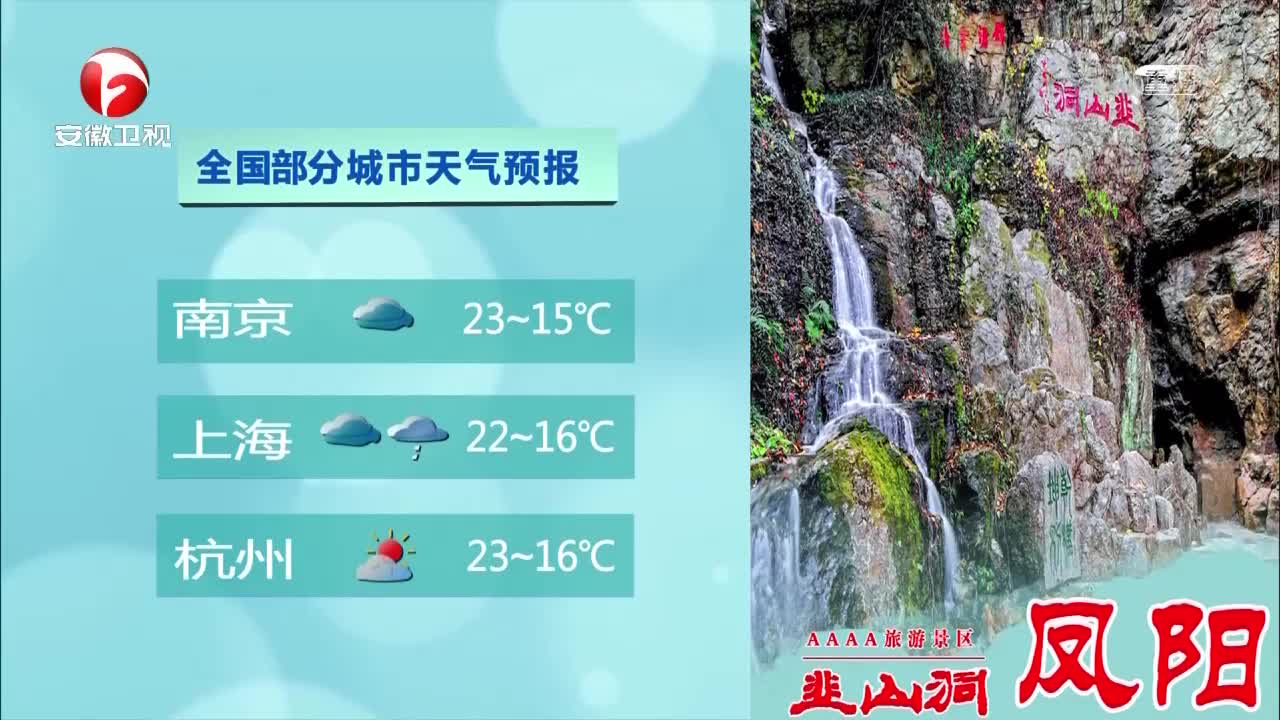 安徽卫视
全国部分城市天气预报
南京 23~15℃
上海 22~16℃
杭州 23~16℃
韭山洞
AAAA旅游景区
韭山洞
凤阳